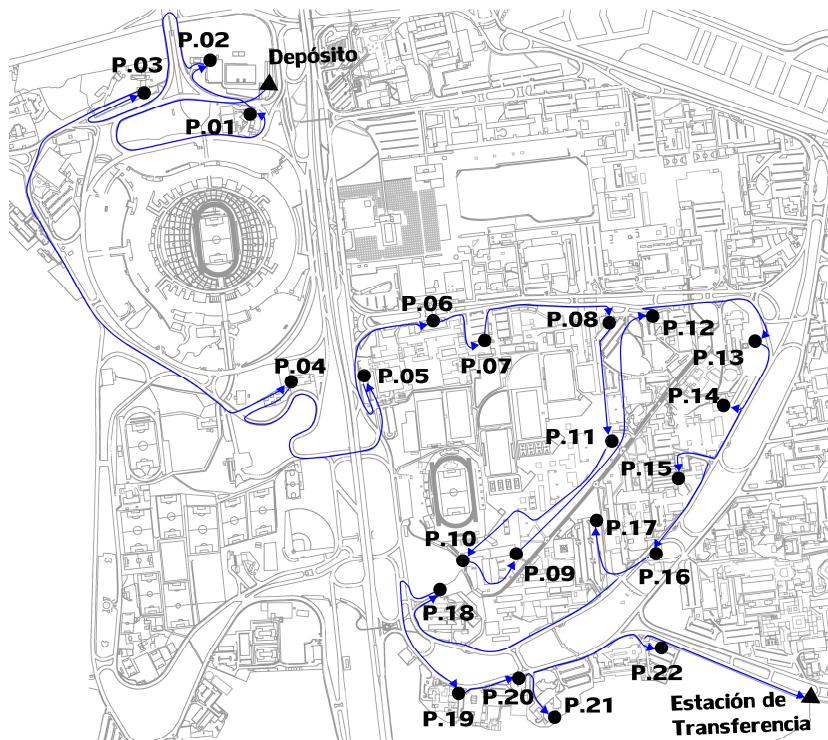 P.02
Depósito
P.03
P.01
P.06
P.08
P.12
P.13
P.07
P.04
P.05
P.14
P.11
P.15
P.17
P.10
P.09
P.16
P.18
P.22
P.20
P.19
P.21
Estación de
Transferencia